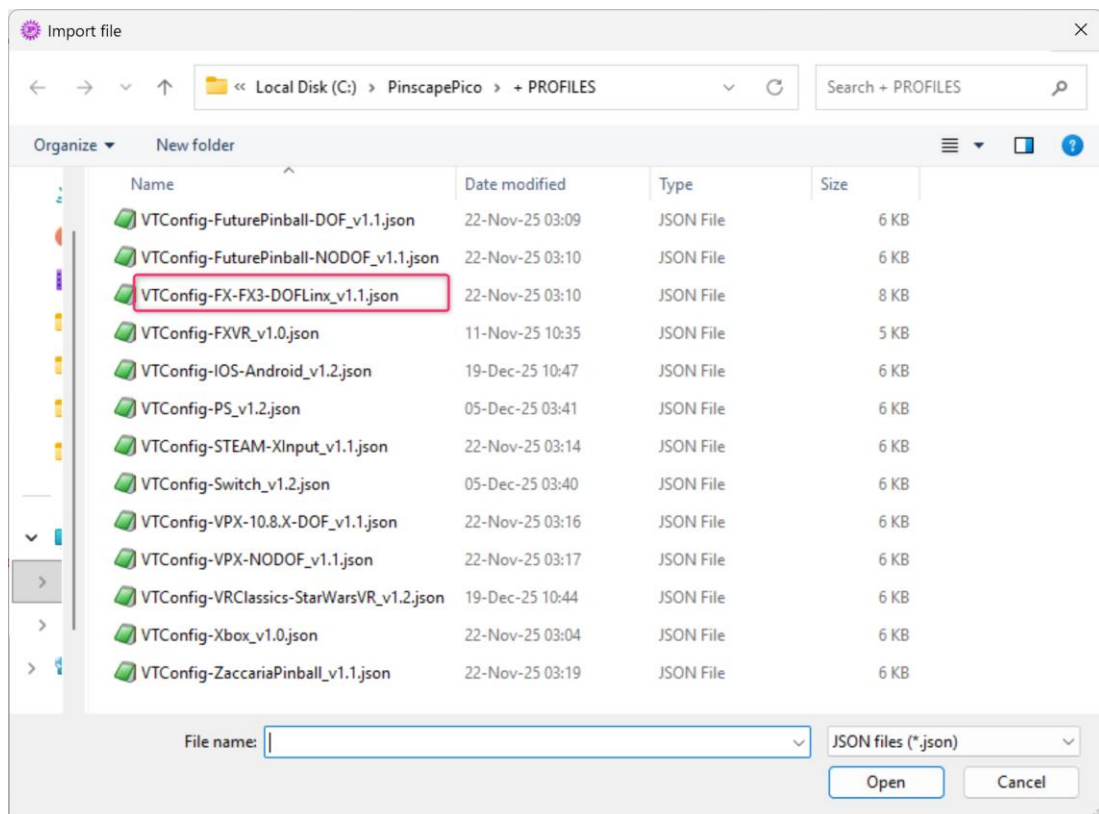 Import file
« Local Disk (C:) > PinscapePico > + PROFILES
Search + PROFILES
Organize New folder
Name Date modified Type Size
VTConfig-FuturePinball-DOF_v1.1.json 22-Nov-25 03:09 JSON File 6 KB
VTConfig-FuturePinball-NODOF_v1.1.json 22-Nov-25 03:10 JSON File 6 KB
VTConfig-FX-FX3-DOFLinx_v1.1.json 22-Nov-25 03:10 JSON File 8 KB
VTConfig-FXVR_v1.0.json 11-Nov-25 10:35 JSON File 5 KB
VTConfig-IOS-Android_v1.2.json 19-Dec-25 10:47 JSON File 6 KB
VTConfig-PS_v1.2.json 05-Dec-25 03:41 JSON File 6 KB
VTConfig-STEAM-XInput_v1.1.json 22-Nov-25 03:14 JSON File 6 KB
VTConfig-Switch_v1.2.json 05-Dec-25 03:40 JSON File 6 KB
VTConfig-VPX-10.8.X-DOF_v1.1.json 22-Nov-25 03:16 JSON File 6 KB
VTConfig-VPX-NODOF_v1.1.json 22-Nov-25 03:17 JSON File 6 KB
VTConfig-VRClassics-StarWarsVR_v1.2.json 19-Dec-25 10:44 JSON File 6 KB
VTConfig-Xbox_v1.0.json 22-Nov-25 03:04 JSON File 6 KB
VTConfig-ZaccariaPinball_v1.1.json 22-Nov-25 03:19 JSON File 6 KB
File name: JSON files (*.json)
Open Cancel